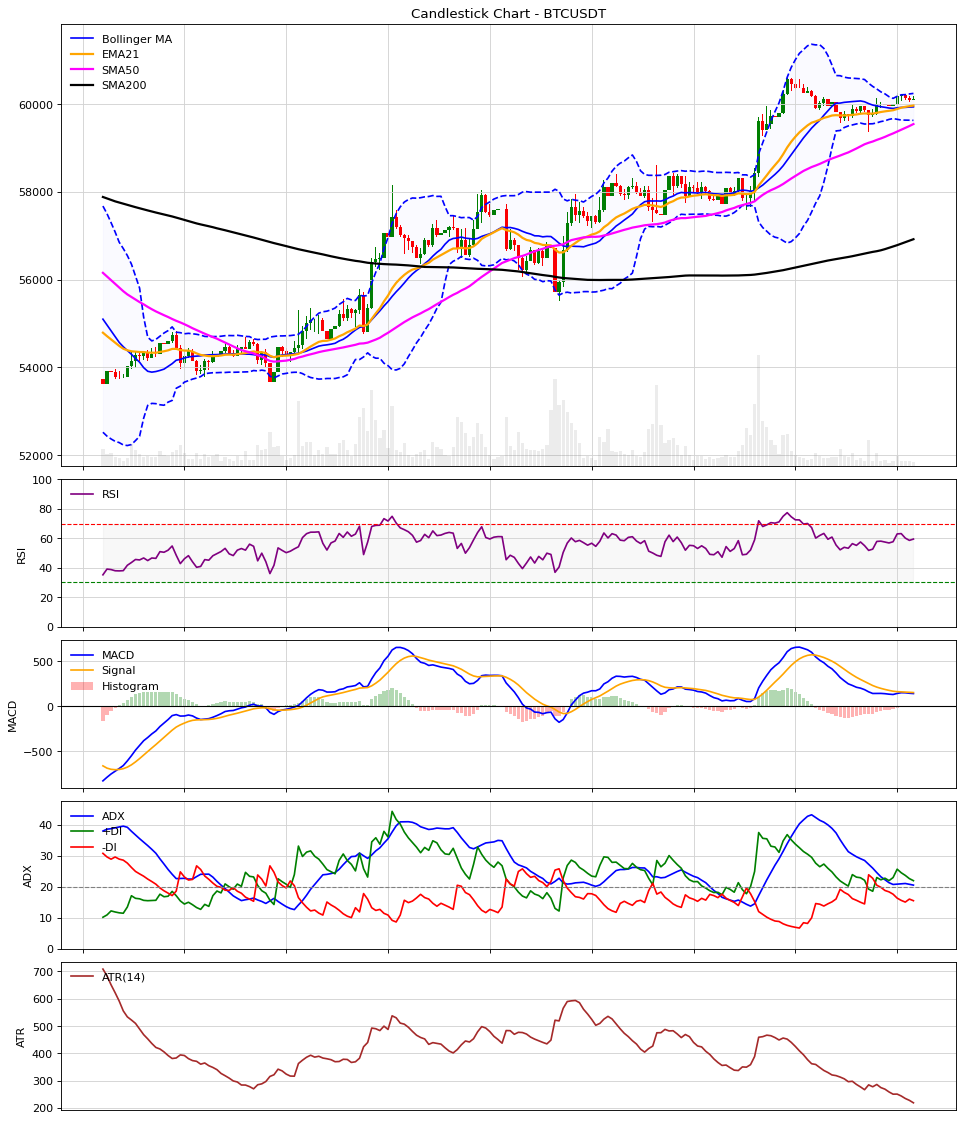 Candlestick Chart - BTCUSDT
Bollinger MA
EMA21
SMA50
SMA200
60000
58000
56000
54000
52000
RSI
100
80
60
40
20
0
RSI
MACD
Signal
Histogram
500
0
−500
MACD
ADX
+DI
-DI
40
30
20
10
0
ADX
ATR(14)
700
600
500
400
300
200
ATR